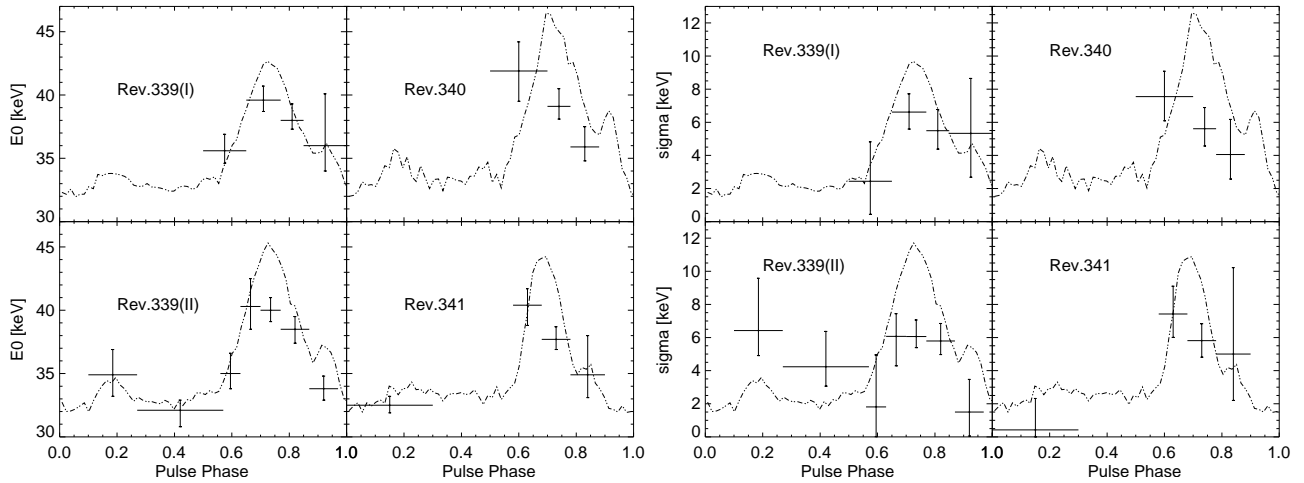 45
40
35
30
E0 [keV]
Rev.339(I)
Rev.340
45
40
35
30
E0 [keV]
Rev.339(II)
Rev.341
0.0 0.2 0.4 0.6 0.8 1.0 0.0 0.2 0.4 0.6 0.8 1.0
Pulse Phase Pulse Phase
12
10
8
6
4
2
0
sigma [keV]
Rev.339(I)
Rev.340
12
10
8
6
4
2
0
sigma [keV]
Rev.339(II)
Rev.341
0.0 0.2 0.4 0.6 0.8 1.0 0.0 0.2 0.4 0.6 0.8 1.0
Pulse Phase Pulse Phase